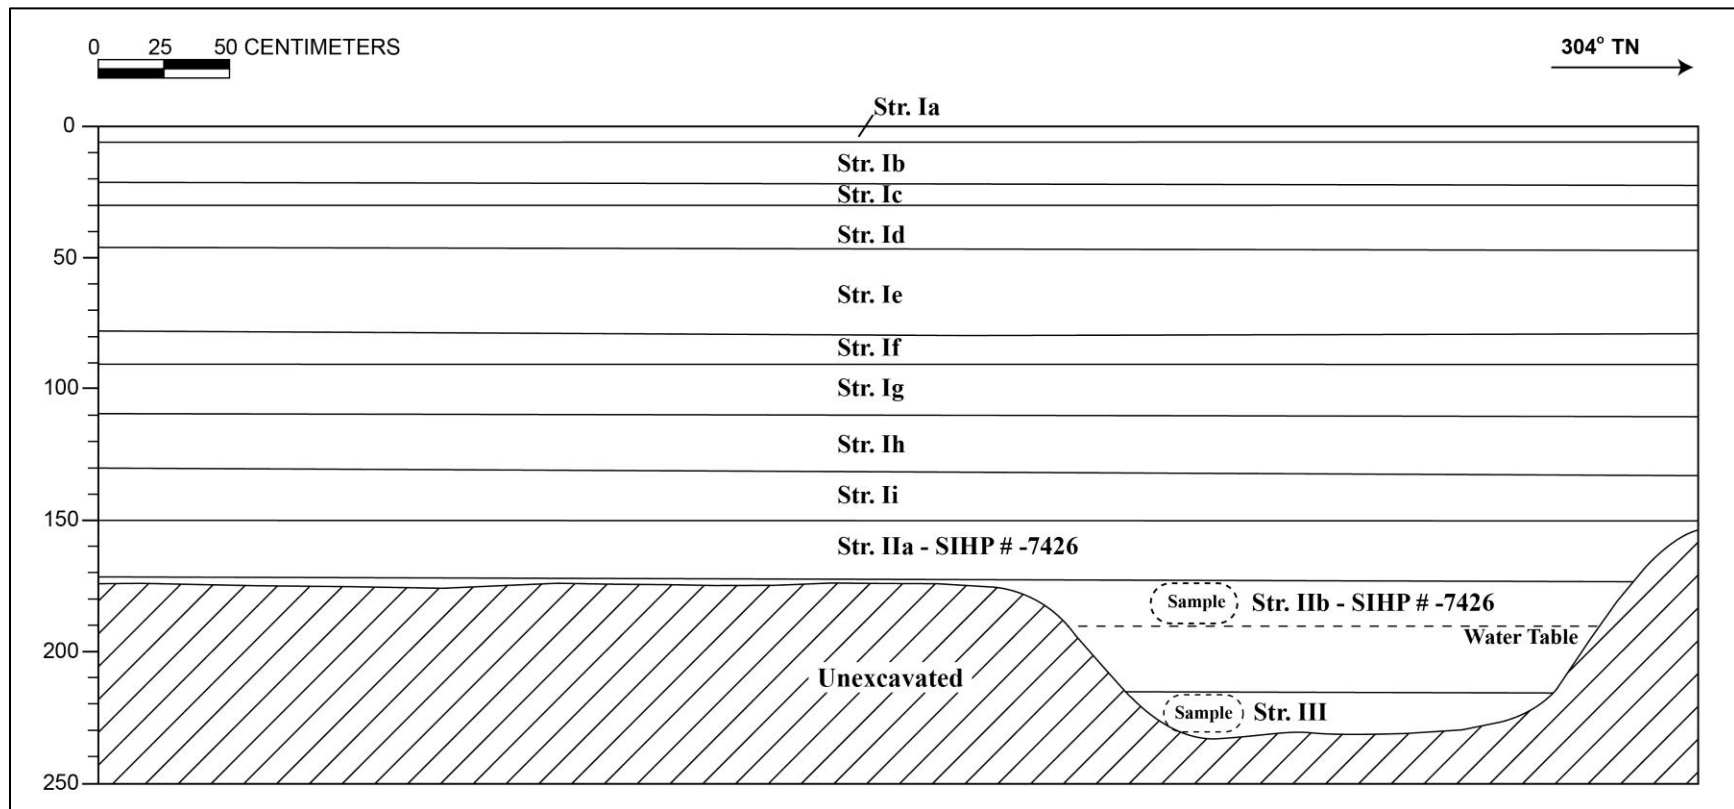 0 25 50 CENTIMETERS
304° TN
Str. Ia
0
Str. Ib
Str. Ic
Str. Id
50
Str. Ie
Str. If
100
Str. Ig
Str. Ih
Str. Ii
150
Str. IIa - SIHP # -7426
Sample Str. IIb - SIHP # -7426
Water Table
200
Unexcavated
Sample Str. III
250